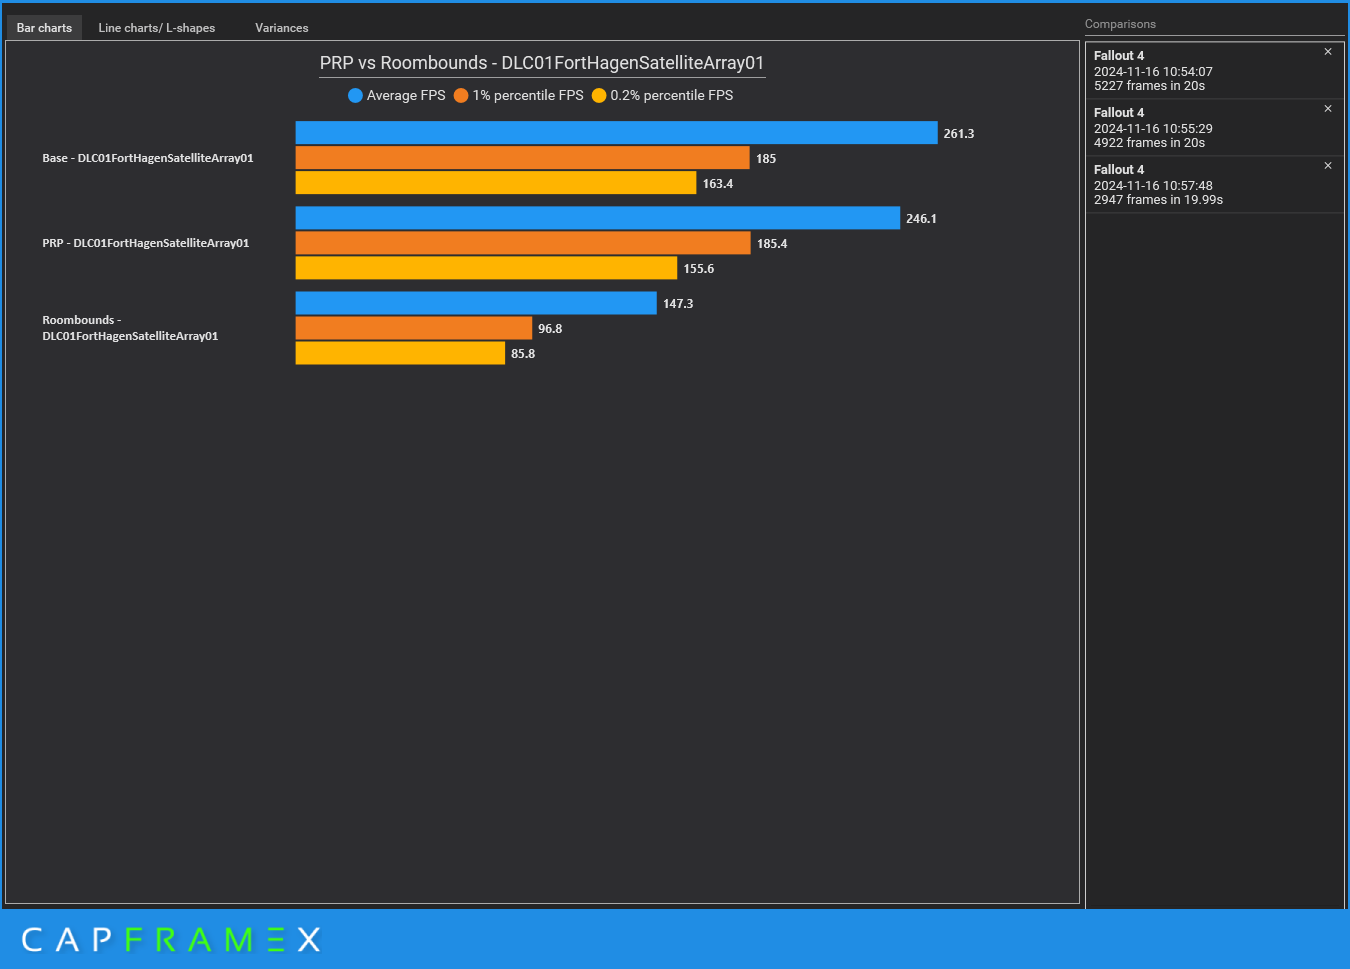 Bar charts
Line charts/ L-shapes
Variances
PRP vs Roombounds - DLC01FortHagenSatelliteArray01
Average FPS
1% percentile FPS
0.2% percentile FPS
Base - DLC01FortHagenSatelliteArray01
261.3
185
163.4
PRP - DLC01FortHagenSatelliteArray01
246.1
185.4
155.6
Roombounds -
DLC01FortHagenSatelliteArray01
147.3
96.8
85.8
Comparisons
Fallout 4
2024-11-16 10:54:07
5227 frames in 20s
Fallout 4
2024-11-16 10:55:29
4922 frames in 20s
Fallout 4
2024-11-16 10:57:48
2947 frames in 19.99s
CAPFRAMEX